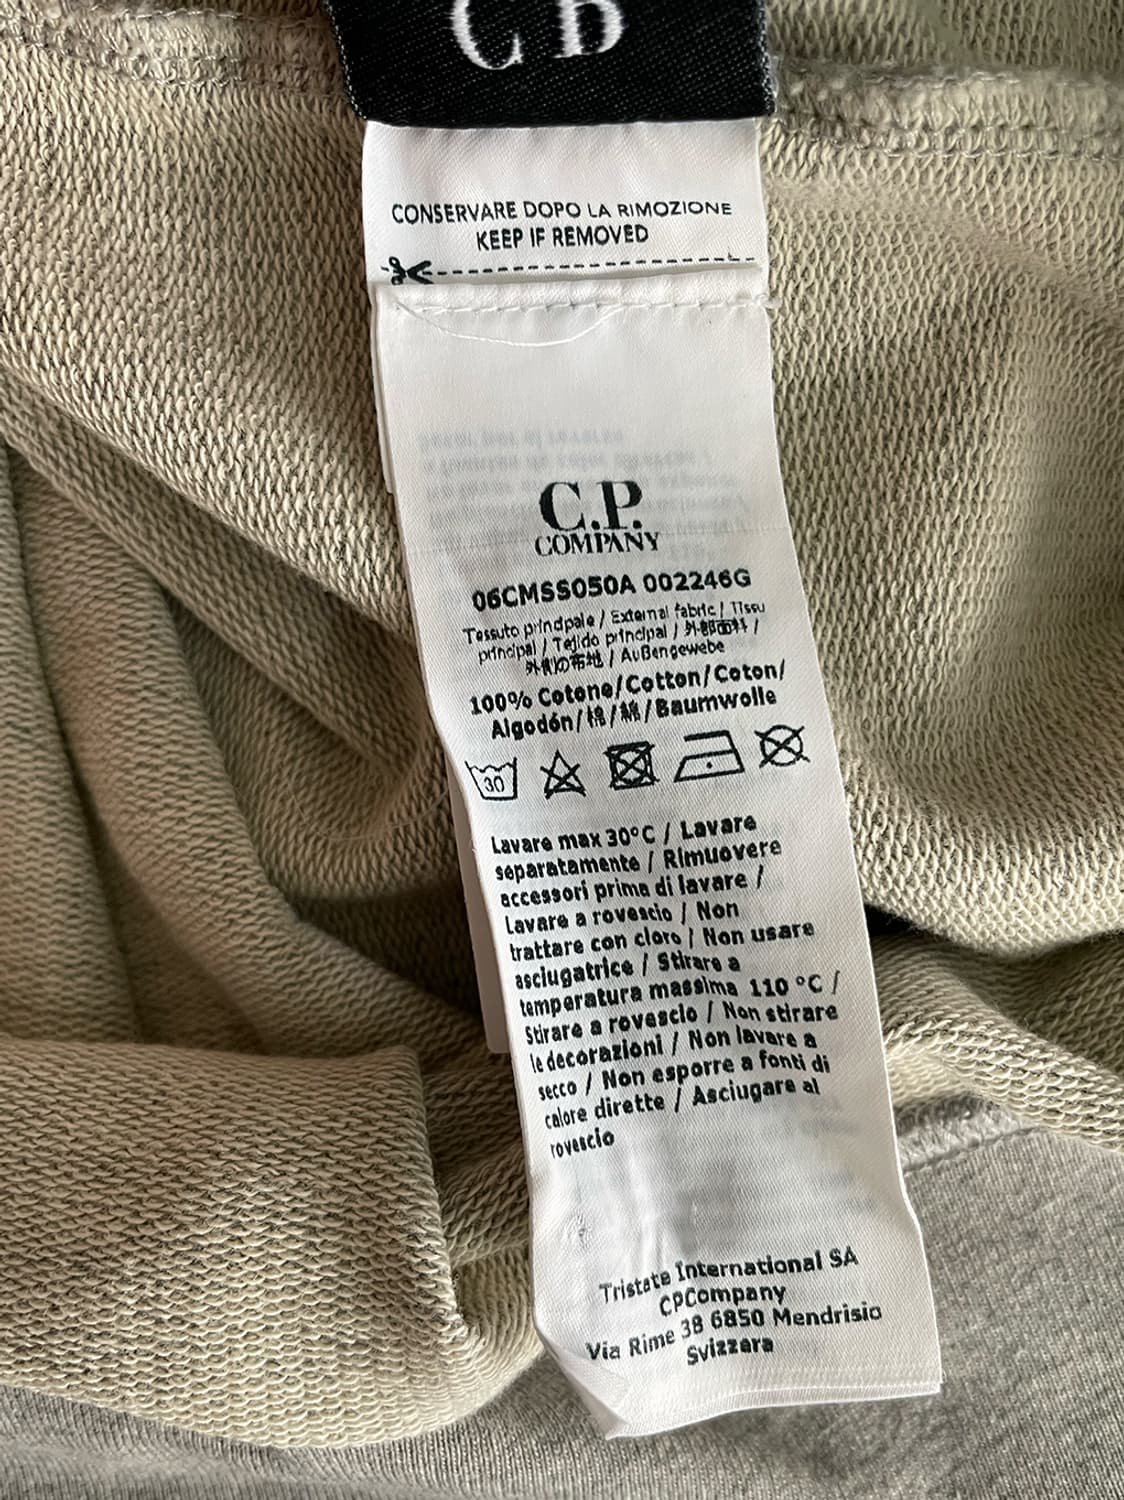 C P
CONSERVARE DOPO LA RIMOZIONE
KEEP IF REMOVED
C.P.
COMPANY
06CMSS050A 002246G
Tessuto principale / External fabric / Tissu
principal / Tejido principal / 外部面料 /
外側の布地 / Außengewebe
100% Cotone/Cotton/Coton/
Algodón/棉/綿/Baumwolle
30
Lavare max 30°C / Lavare
separatamente / Rimuovere
accessori prima di lavare /
Lavare a rovescio / Non
trattare con cloro / Non usare
asciugatrice / Stirare a
temperatura massima 110 °C /
Stirare a rovescio / Non stirare
le decorazioni / Non lavare a
secco / Non esporre a fonti di
calore dirette / Asciugare al
rovescio
Tristate International SA
CPCompany
Via Rime 38 6850 Mendrisio
Svizzera